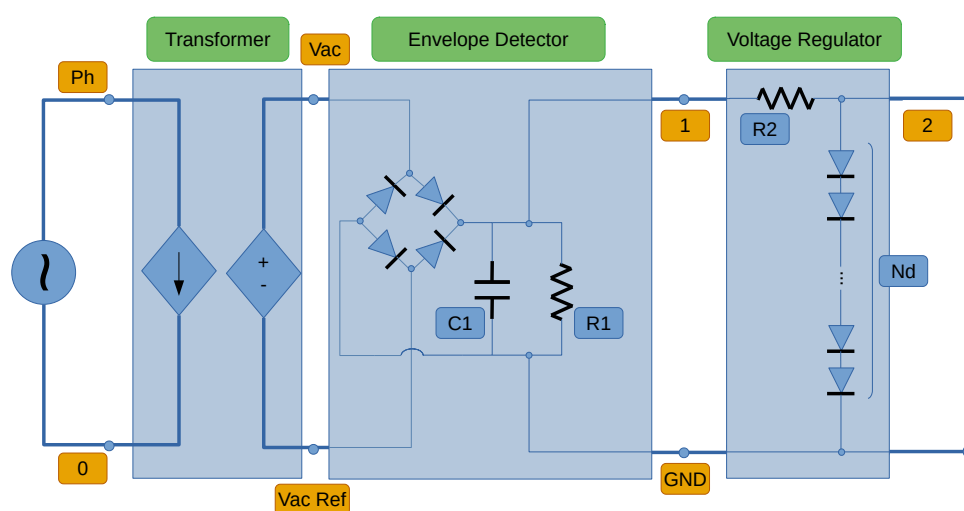 Transformer
Envelope Detector
Voltage Regulator
Vac
Ph
1
R2
2
+
-
...
Nd
C1
R1
0
GND
Vac Ref